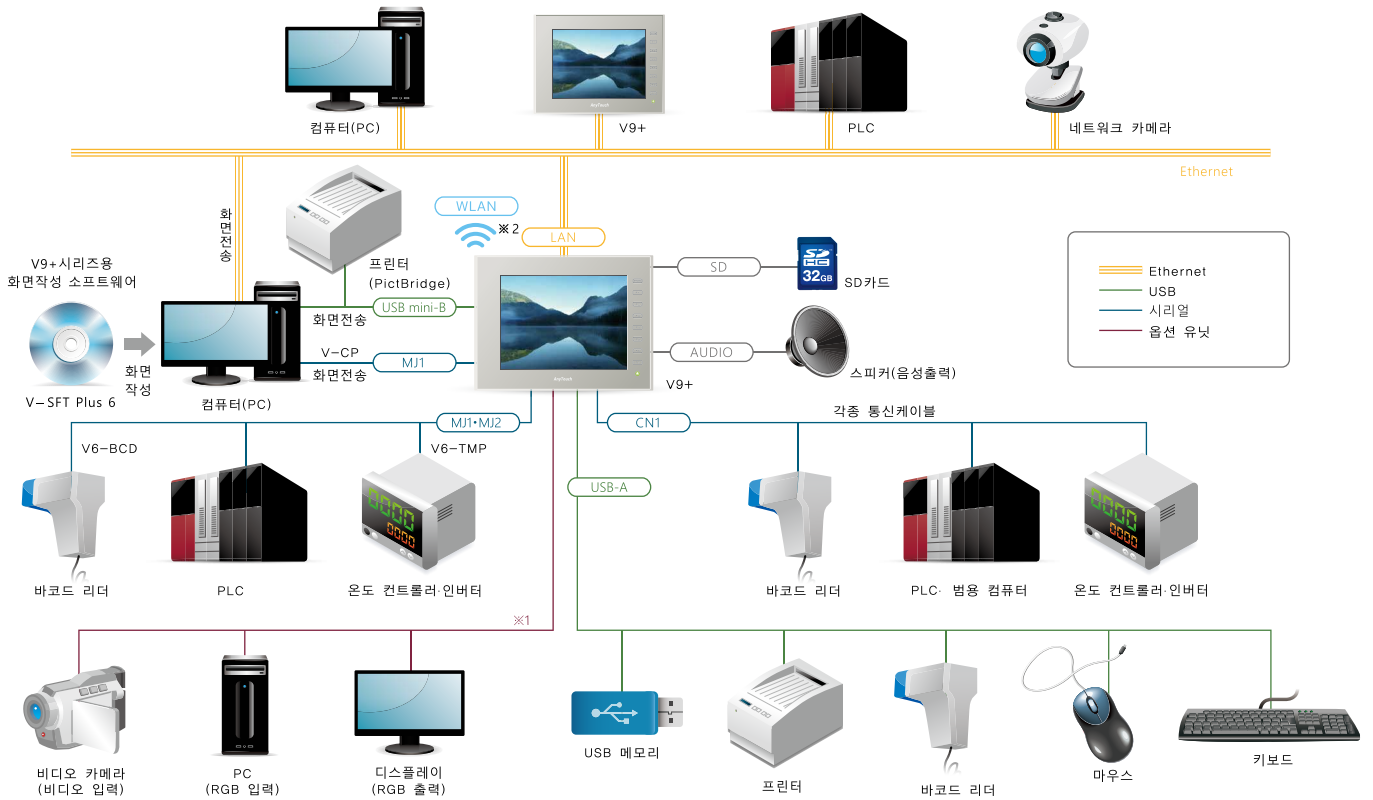 컴퓨터(PC)
V9+
PLC
네트워크 카메라
Ethernet
화면전송
WLAN
※2
LAN
프린터
(PictBridge)
SD
32GB
SD카드
Ethernet
USB
시리얼
옵션 유닛
V9+시리즈용
화면작성 소프트웨어
USB mini-B
화면전송
V-CP
MJ1
화면전송
화면
작성
V-SFT Plus 6
컴퓨터(PC)
AnyTouch
V9+
AUDIO
스피커(음성출력)
MJ1•MJ2
CN1
각종 통신케이블
V6-BCD
V6-TMP
USB-A
바코드 리더
PLC
온도 컨트롤러·인버터
바코드 리더
PLC· 범용 컴퓨터
온도 컨트롤러·인버터
※1
비디오 카메라
(비디오 입력)
PC
(RGB 입력)
디스플레이
(RGB 출력)
USB 메모리
프린터
바코드 리더
마우스
키보드